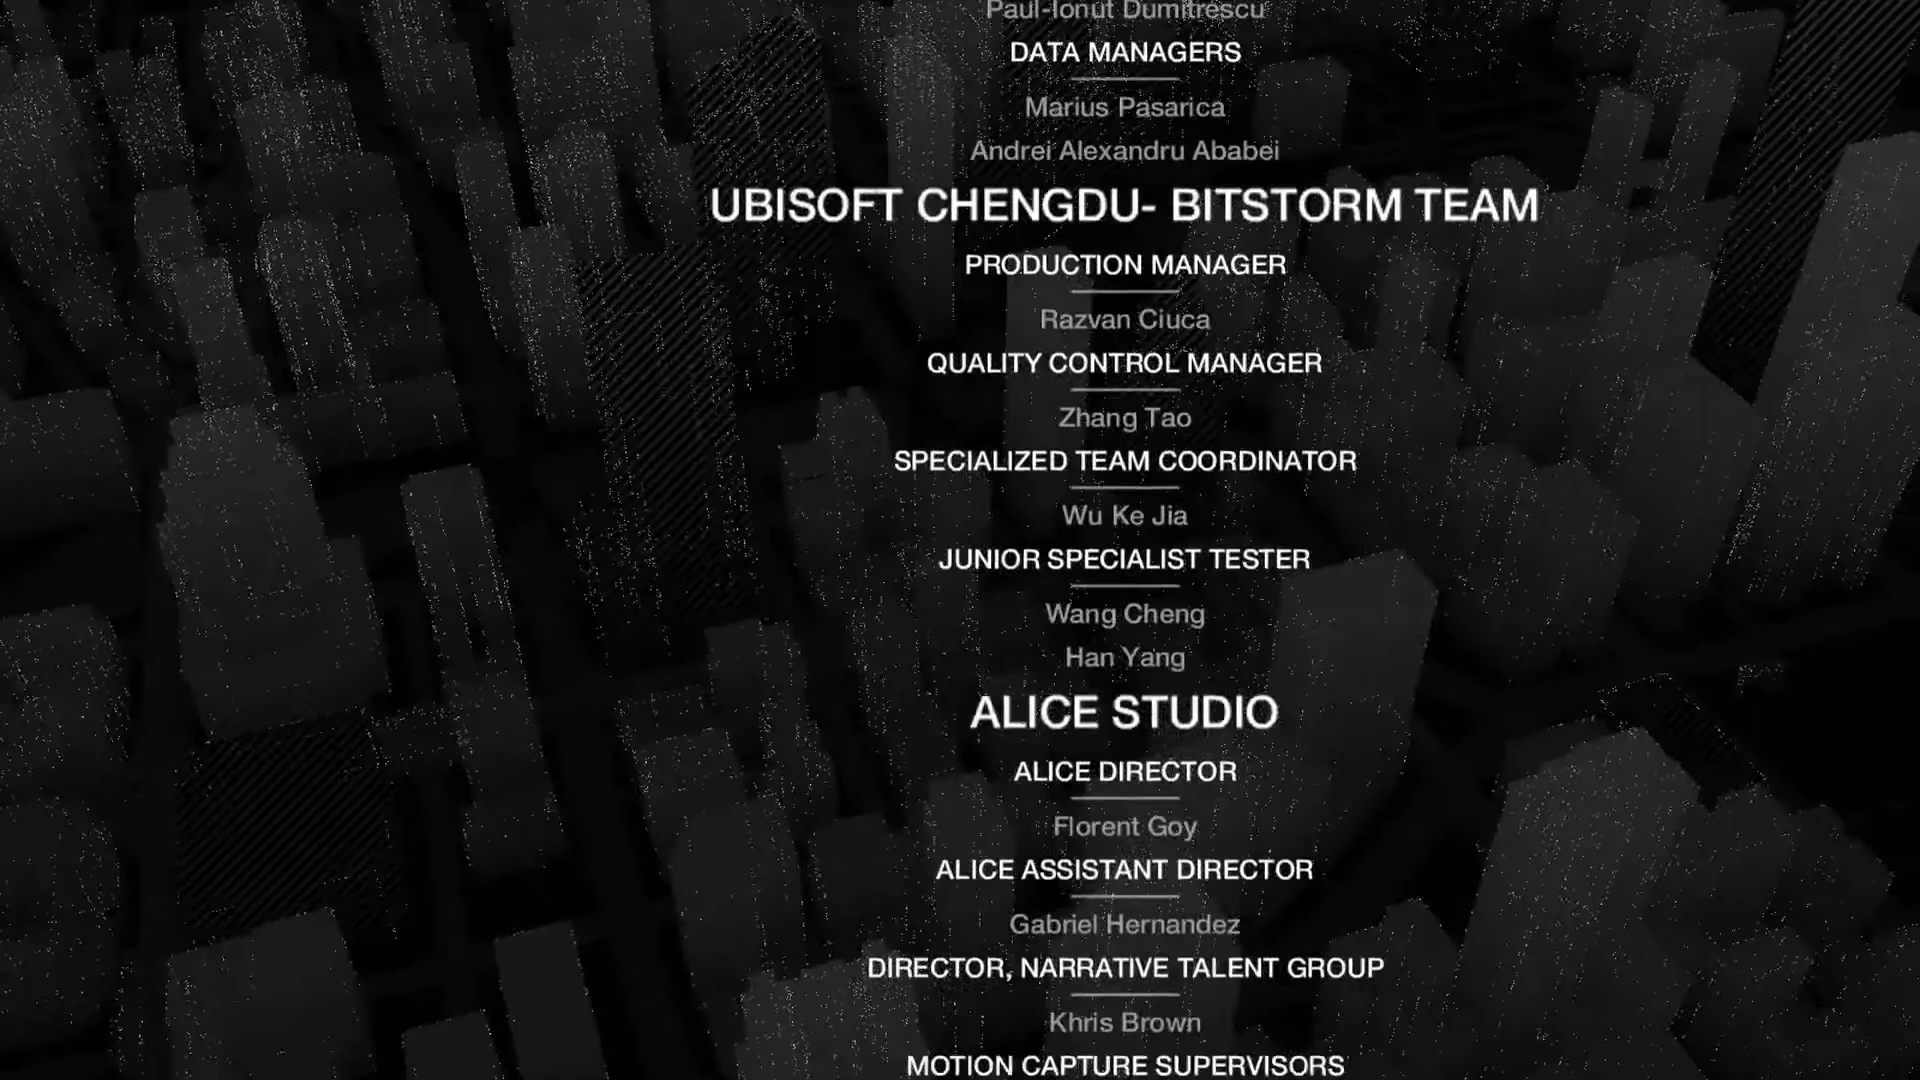 Paul-Ionut Dumitrescu
DATA MANAGERS
Marius Pasarica
Andrei Alexandru Ababei
UBISOFT CHENGDU- BITSTORM TEAM
PRODUCTION MANAGER
Razvan Ciuca
QUALITY CONTROL MANAGER
Zhang Tao
SPECIALIZED TEAM COORDINATOR
Wu Ke Jia
JUNIOR SPECIALIST TESTER
Wang Cheng
Han Yang
ALICE STUDIO
ALICE DIRECTOR
Florent Goy
ALICE ASSISTANT DIRECTOR
Gabriel Hernandez
DIRECTOR, NARRATIVE TALENT GROUP
Khris Brown
MOTION CAPTURE SUPERVISORS